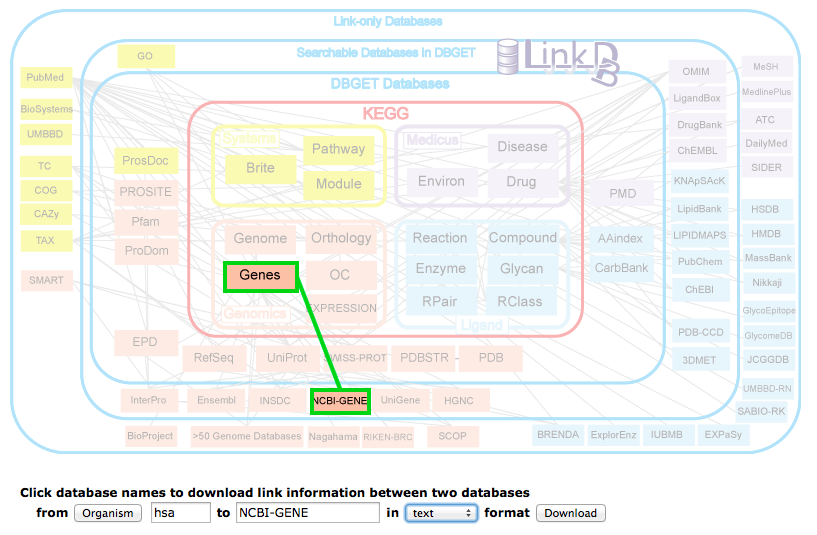 Link-only Databases
Searchable Databases in DBGET
LinkDB
DBGET Databases
KEGG
GO
PubMed
BioSystems
UMBBD
TC
COG
CAZy
TAX
SMART
ProsDoc
PROSITE
Pfam
ProDom
EPD
Systems
Pathway
Brite
Module
Medicus
Disease
Environ
Drug
Genome
Orthology
Genes
OC
EXPRESSION
Genomics
Reaction
Compound
Enzyme
Glycan
RPair
RClass
Ligand
PMD
AAindex
CarbBank
OMIM
LigandBox
DrugBank
ChEMBL
KNApSAcK
LipidBank
LIPIDMAPS
PubChem
ChEBI
PDB-CCD
3DMET
MeSH
MedlinePlus
ATC
DailyMed
SIDER
HSDB
HMDB
MassBank
Nikkaji
GlycoEpitope
GlycomeDB
JCGGDB
UMBBD-RN
SABIO-RK
RefSeq UniProt SWISS-PROT PDBSTR PDB
InterPro Ensembl INSDC NCBI-GENE UniGene HGNC
BioProject >50 Genome Databases Nagahama RIKEN-BRC SCOP BRENDA ExplorEnz IUBMB EXPaSy
Click database names to download link information between two databases
from Organism hsa to NCBI-GENE in text format Download